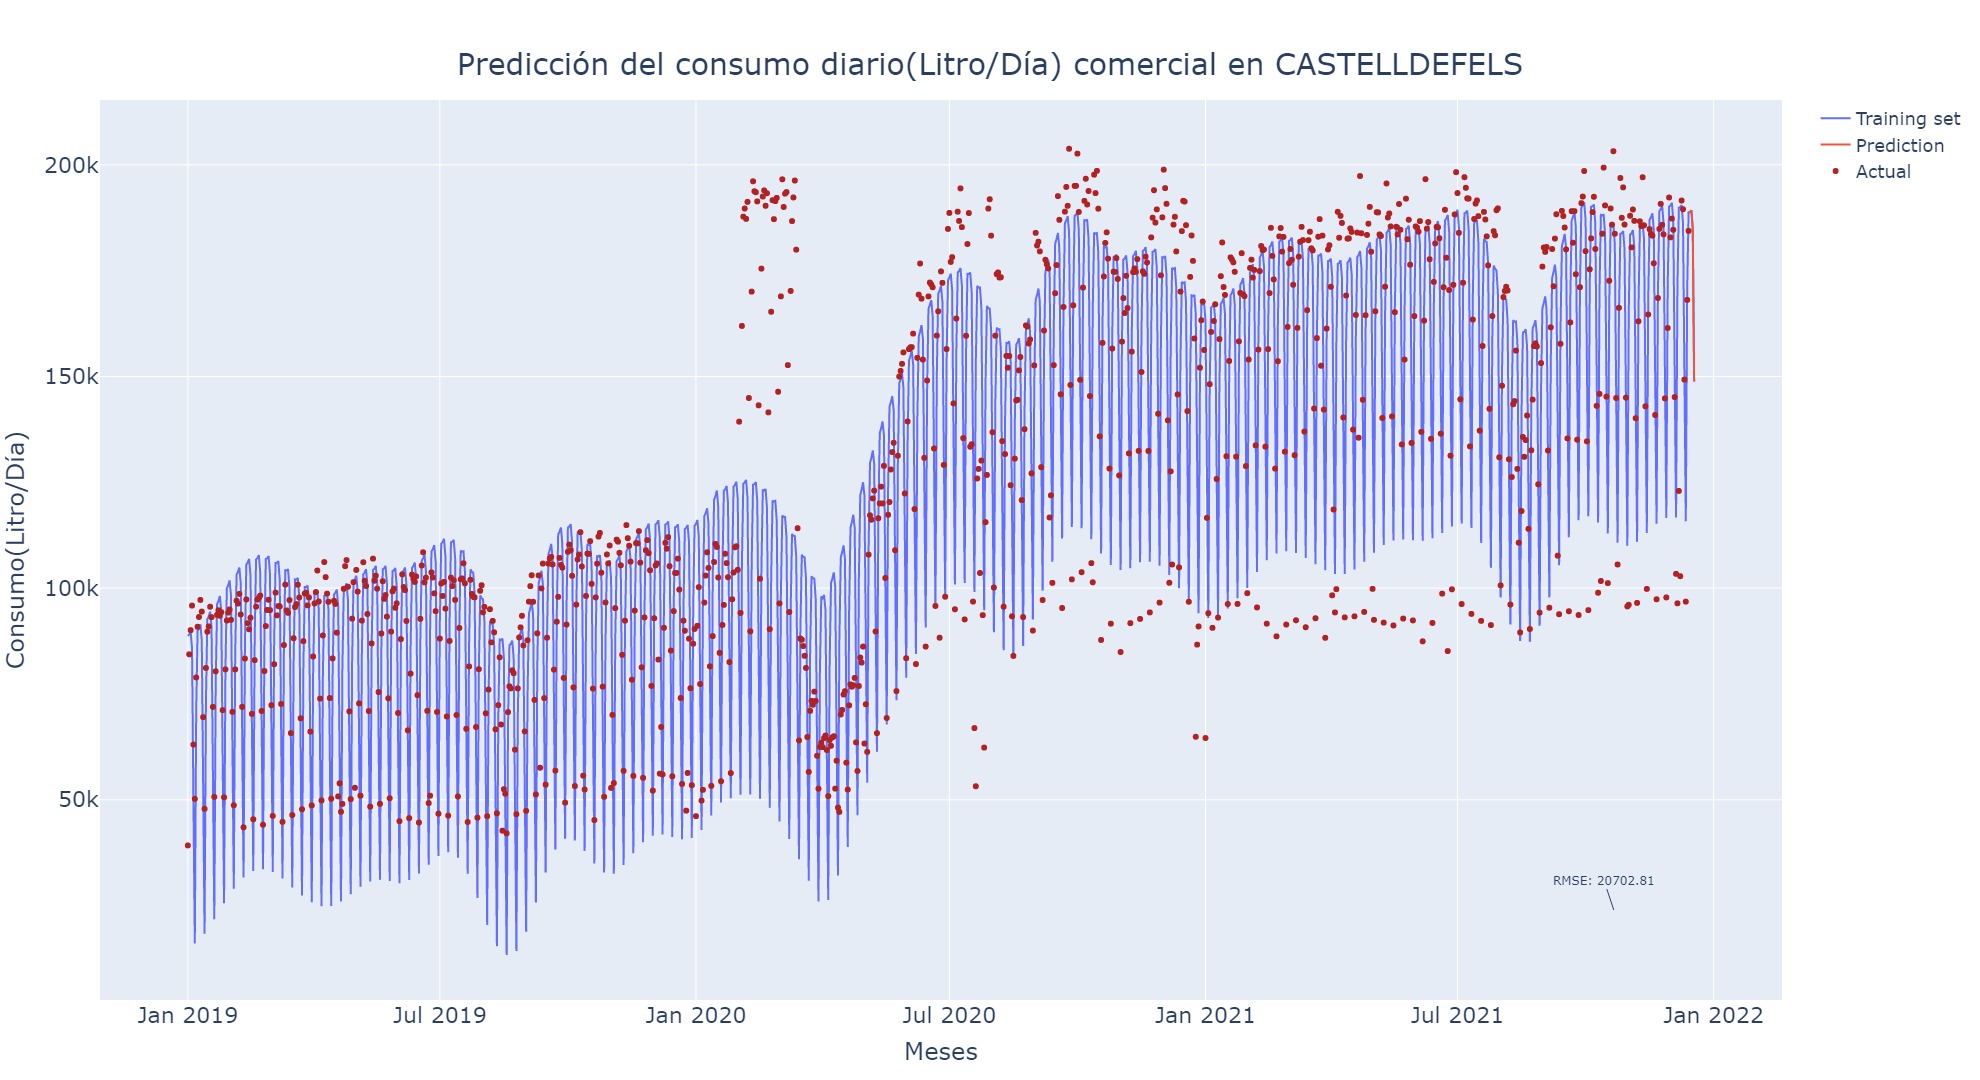 Predicción del consumo diario(Litro/Día) comercial en CASTELLDEFELS
Training set
Prediction
Actual
200k
150k
100k
50k
Consumo(Litro/Día)
RMSE: 20702.81
Jan 2019
Jul 2019
Jan 2020
Jul 2020
Jan 2021
Jul 2021
Jan 2022
Meses